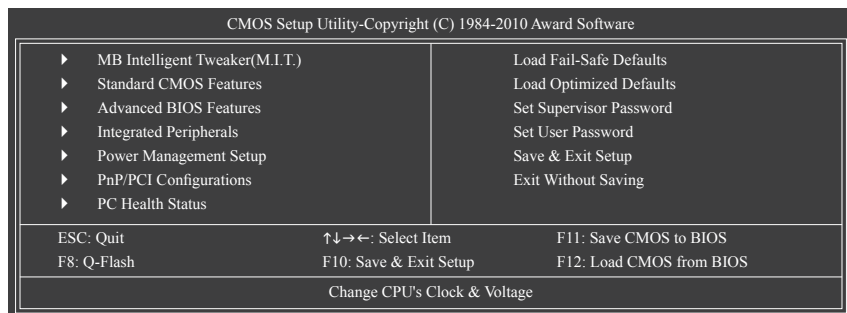 CMOS Setup Utility-Copyright (C) 1984-2010 Award Software
MB Intelligent Tweaker(M.I.T.)
Standard CMOS Features
Advanced BIOS Features
Integrated Peripherals
Power Management Setup
PnP/PCI Configurations
PC Health Status
Load Fail-Safe Defaults
Load Optimized Defaults
Set Supervisor Password
Set User Password
Save & Exit Setup
Exit Without Saving
ESC: Quit
↑↓→←: Select Item
F11: Save CMOS to BIOS
F8: Q-Flash
F10: Save & Exit Setup
F12: Load CMOS from BIOS
Change CPU's Clock & Voltage